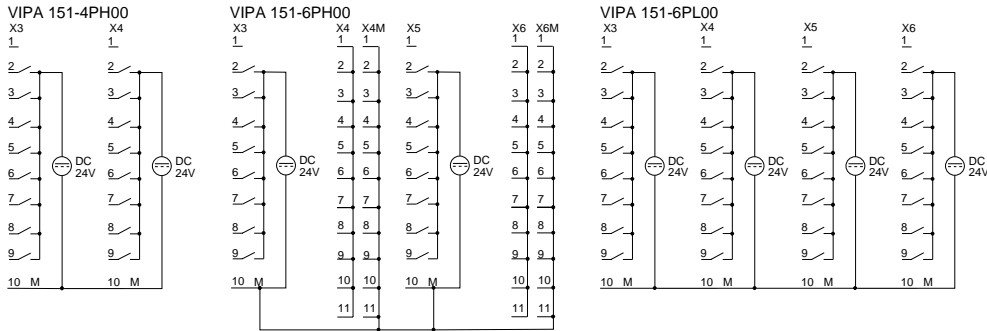 VIPA 151-4PH00 VIPA 151-6PH00 VIPA 151-6PL00
X3 X4 X3 X4 X4M X5 X6 X6M X3 X4 X5 X6
1 1 1 1 1 1 1 1 1 1 1 1
2 2 2 2 2 2 2 2 2 2 2 2
3 3 3 3 3 3 3 3 3 3 3 3
4 4 4 4 4 4 4 4 4 4 4 4
5 5 5 5 5 5 5 5 5 5 5 5
DC DC DC DC DC DC DC DC
24V 24V 24V 24V 24V 24V 24V 24V
6 6 6 6 6 6 6 6 6 6 6 6
7 7 7 7 7 7 7 7 7 7 7 7
8 8 8 8 8 8 8 8 8 8 8 8
9 9 9 9 9 9 9 9 9 9 9 9
10 M 10 M 10 M 10 10 10 M 10 10 10 M 10 M 10 M 10 M
11 11 11 11